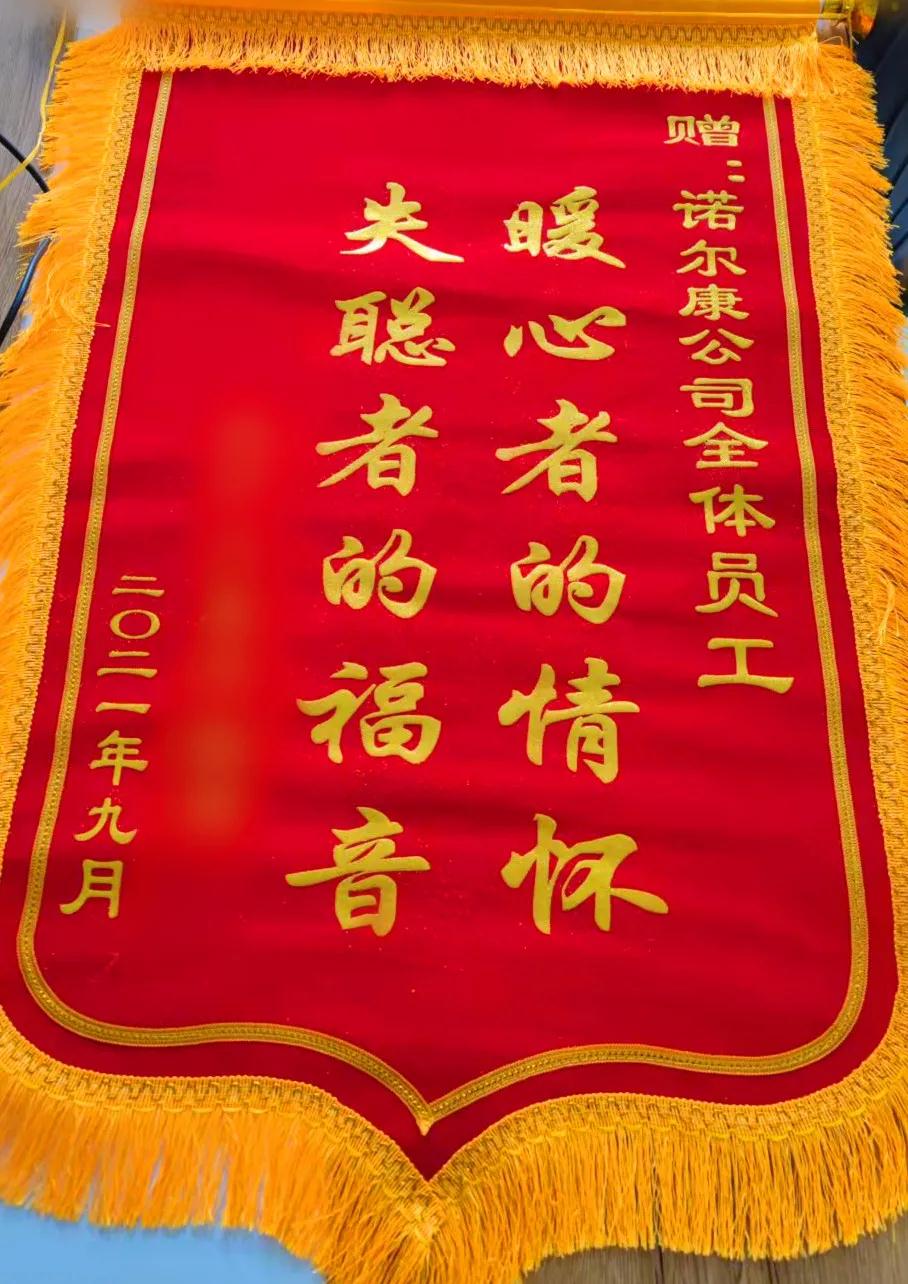 赠:诺尔康公司全体员工
暖心者的情怀
失聪者的福音
二〇二一年九月